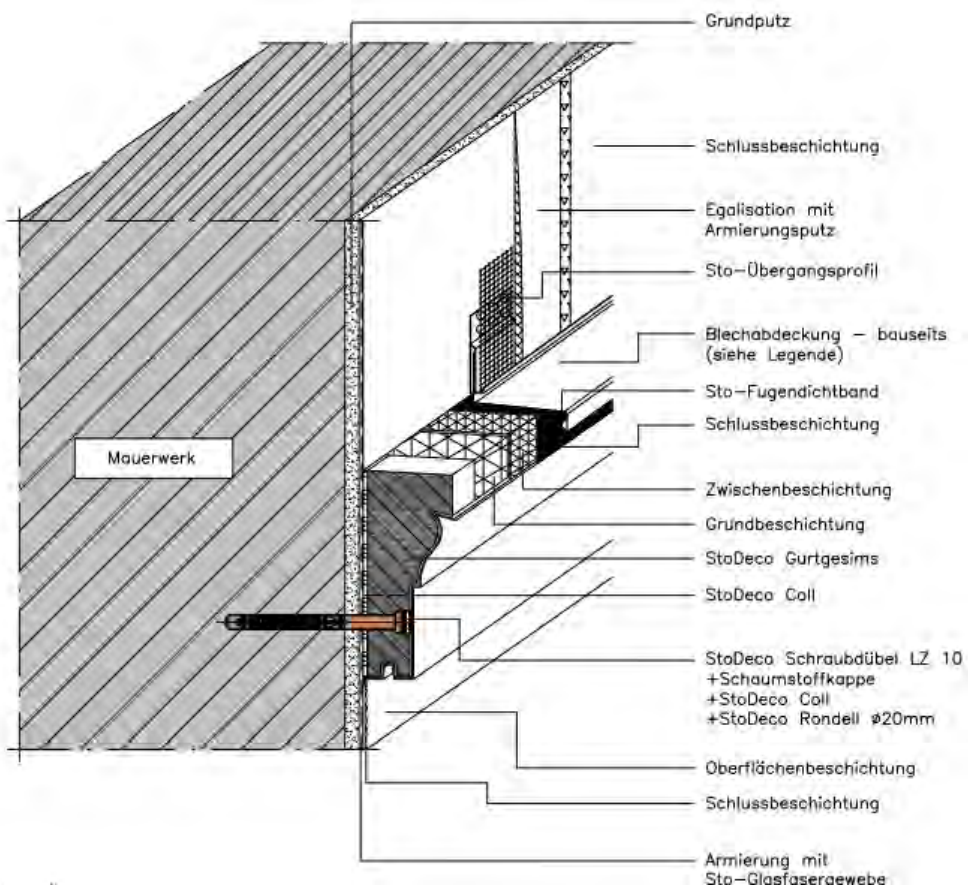 Grundputz
Schlussbeschichtung
Egalisation mit
Armierungsputz
Sto-Übergangsprofil
Blechabdeckung – bauseits
(siehe Legende)
Sto-Fugendichtband
Schlussbeschichtung
Mauerwerk
Zwischenbeschichtung
Grundbeschichtung
StoDeco Gurtgesims
StoDeco Coll
StoDeco Schraubdübel LZ 10
+Schaumstoffkappe
+StoDeco Coll
+StoDeco Rondell ø20mm
Oberflächenbeschichtung
Schlussbeschichtung
Armierung mit
Sto-Glasfasergewebe